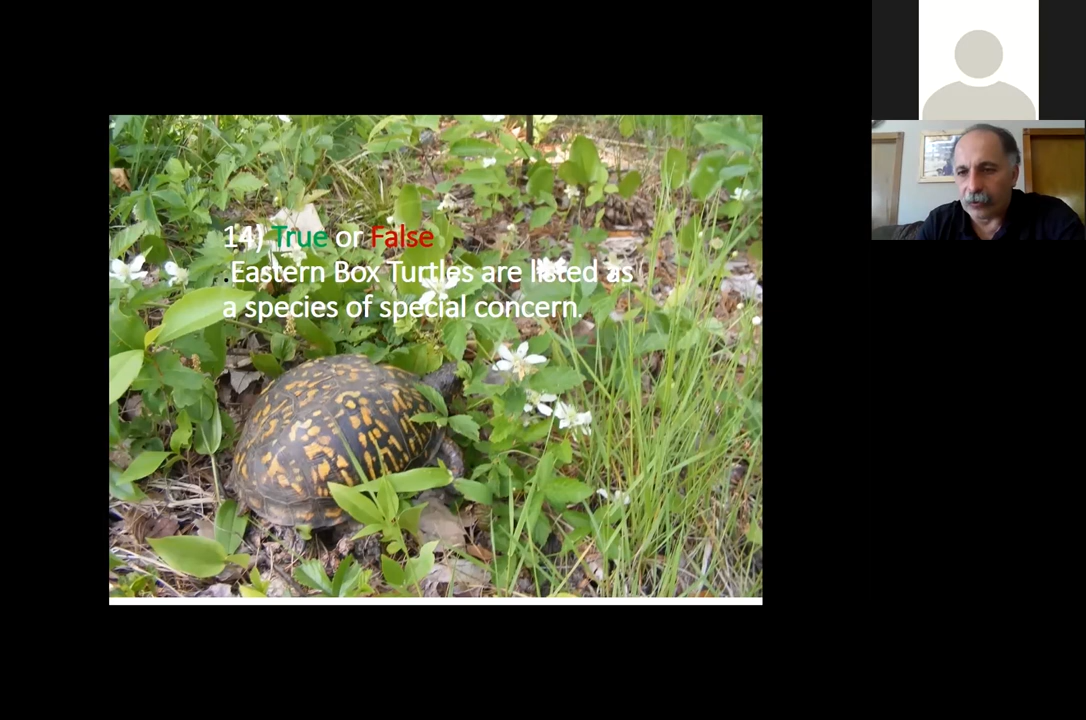 14) True or False
.Eastern Box Turtles are listed as
a species of special concern.